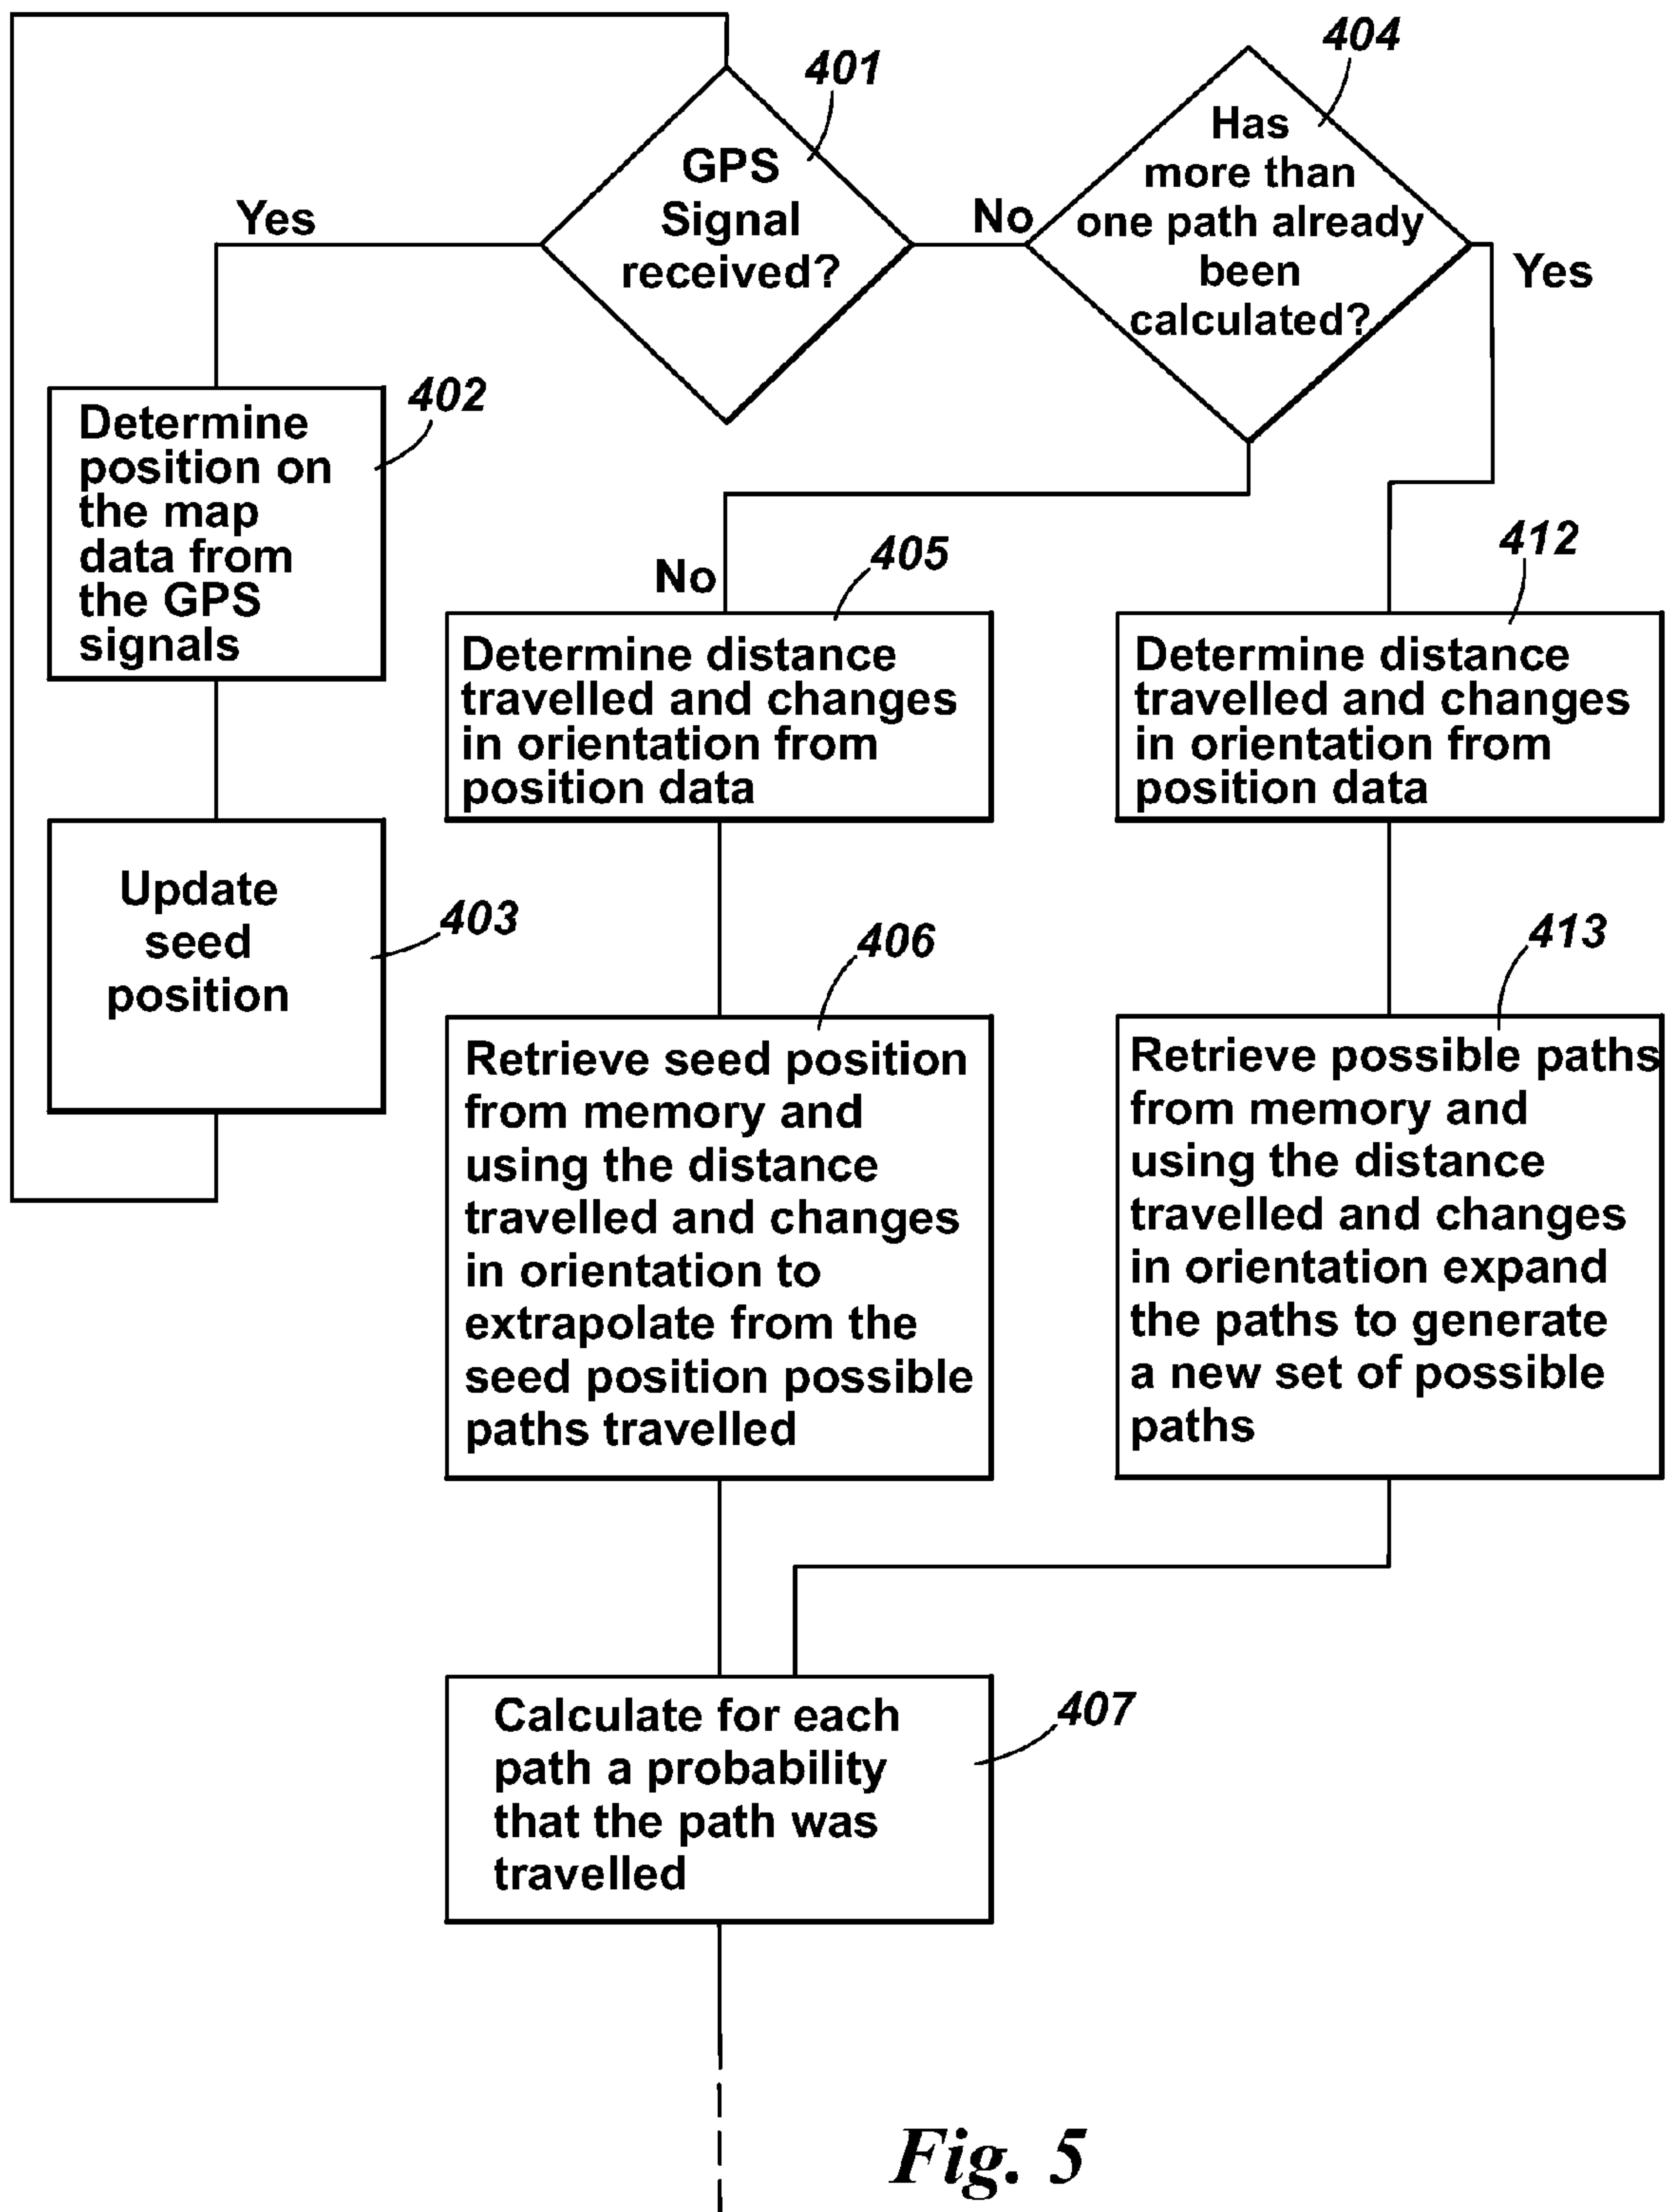 401
GPS
Signal
received?
Yes
No
404
Has
more than
one path already
been
calculated?
Yes
No
402
Determine
position on
the map
data from
the GPS
signals
403
Update
seed
position
405
Determine distance
travelled and changes
in orientation from
position data
412
Determine distance
travelled and changes
in orientation from
position data
406
Retrieve seed position
from memory and
using the distance
travelled and changes
in orientation to
extrapolate from the
seed position possible
paths travelled
413
Retrieve possible paths
from memory and
using the distance
travelled and changes
in orientation expand
the paths to generate
a new set of possible
paths
407
Calculate for each
path a probability
that the path was
travelled
Fig. 5